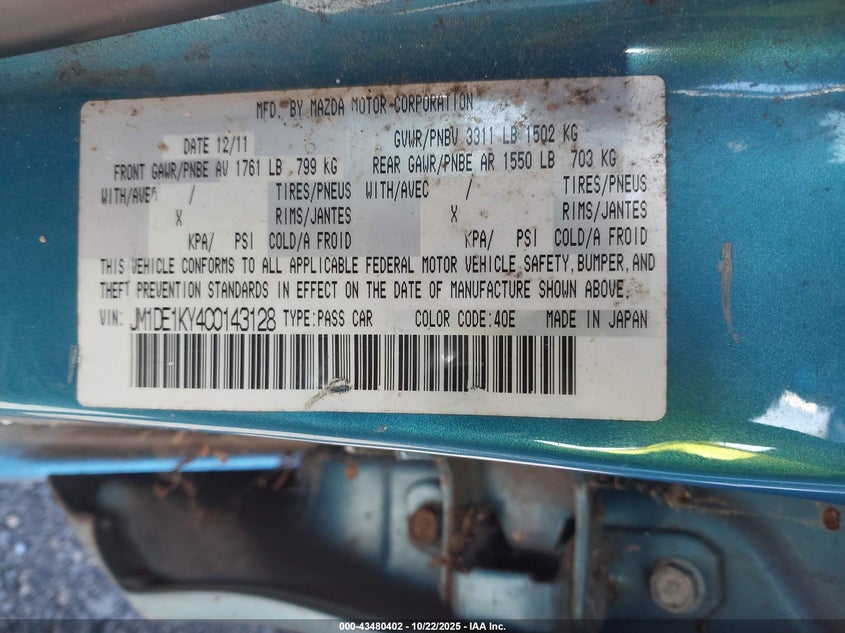 MFD. BY MAZDA MOTOR CORPORATION
DATE 12/11 GVWR/PNBV 3311 LB 1502 KG
FRONT GAWR/PNBE AV 1761 LB 799 KG REAR GAWR/PNBE AR 1550 LB 703 KG
WITH/AVEC / TIRES/PNEUS WITH/AVEC / TIRES/PNEUS
X RIMS/JANTES X RIMS/JANTES
KPA/ PSI COLD/A FROID KPA/ PSI COLD/A FROID
THIS VEHICLE CONFORMS TO ALL APPLICABLE FEDERAL MOTOR VEHICLE SAFETY, BUMPER, AND
THEFT PREVENTION STANDARDS IN EFFECT ON THE DATE OF MANUFACTURE SHOWN ABOVE.
VIN: JM1DE1KY4C0143128 TYPE:PASS CAR COLOR CODE:40E MADE IN JAPAN
000-43480402 - 10/22/2025 - IAA Inc.